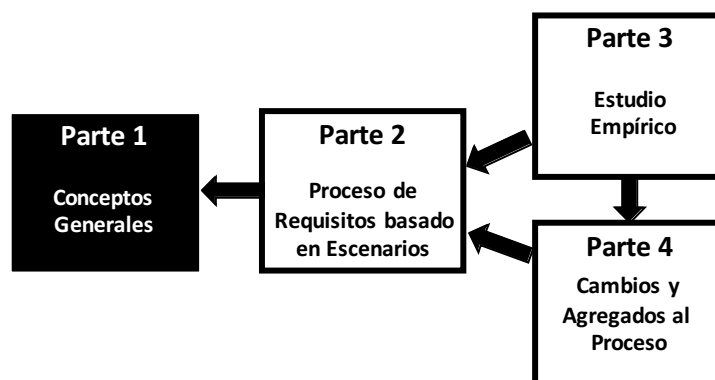 Parte 1
Conceptos
Generales
Parte 2
Proceso de
Requisitos basado
en Escenarios
Parte 3
Estudio
Empírico
Parte 4
Cambios y
Agregados al
Proceso